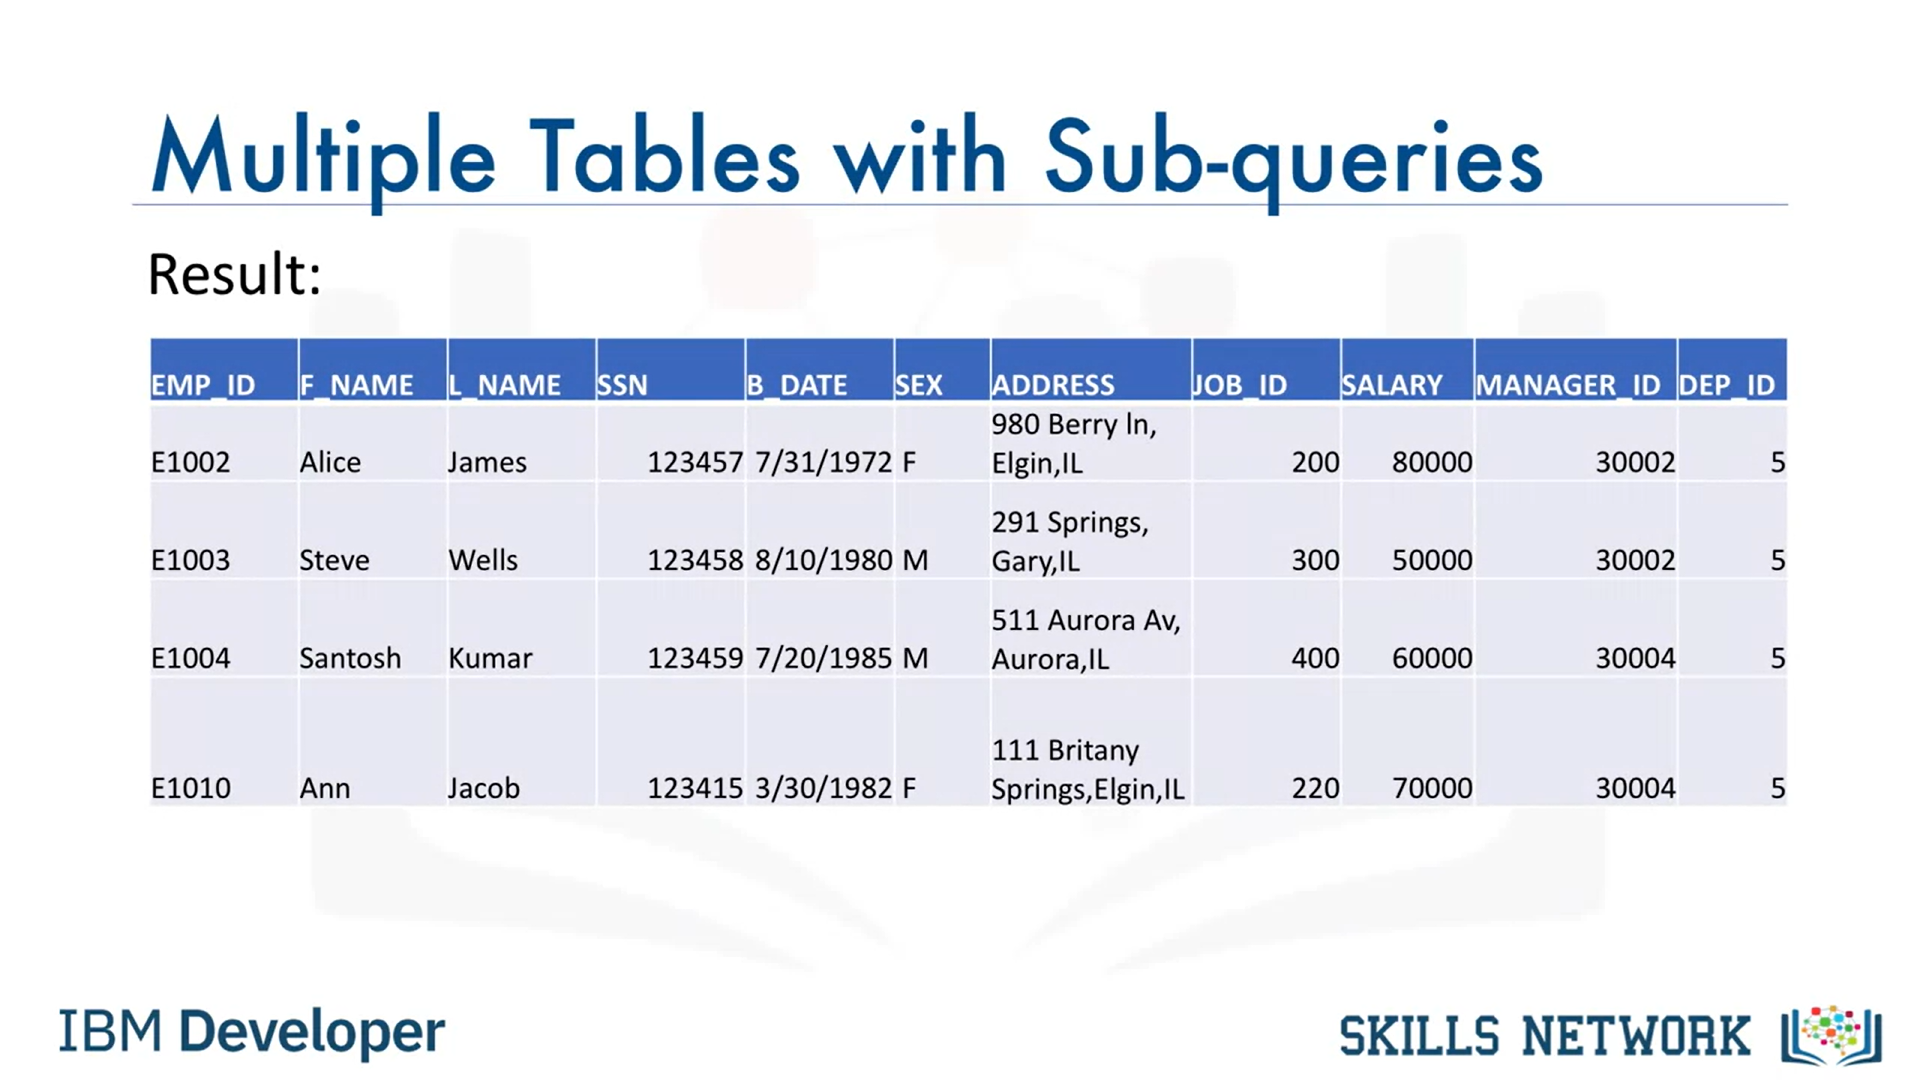 Multiple Tables with Sub-queries
Result:
EMP_ID F_NAME L_NAME SSN B_DATE SEX ADDRESS JOB_ID SALARY MANAGER_ID DEP_ID
E1002 Alice James 123457 7/31/1972 F 980 Berry ln, Elgin,IL 200 80000 30002 5
E1003 Steve Wells 123458 8/10/1980 M 291 Springs, Gary,IL 300 50000 30002 5
E1004 Santosh Kumar 123459 7/20/1985 M 511 Aurora Av, Aurora,IL 400 60000 30004 5
E1010 Ann Jacob 123415 3/30/1982 F 111 Britany Springs,Elgin,IL 220 70000 30004 5
IBM Developer
SKILLS NETWORK